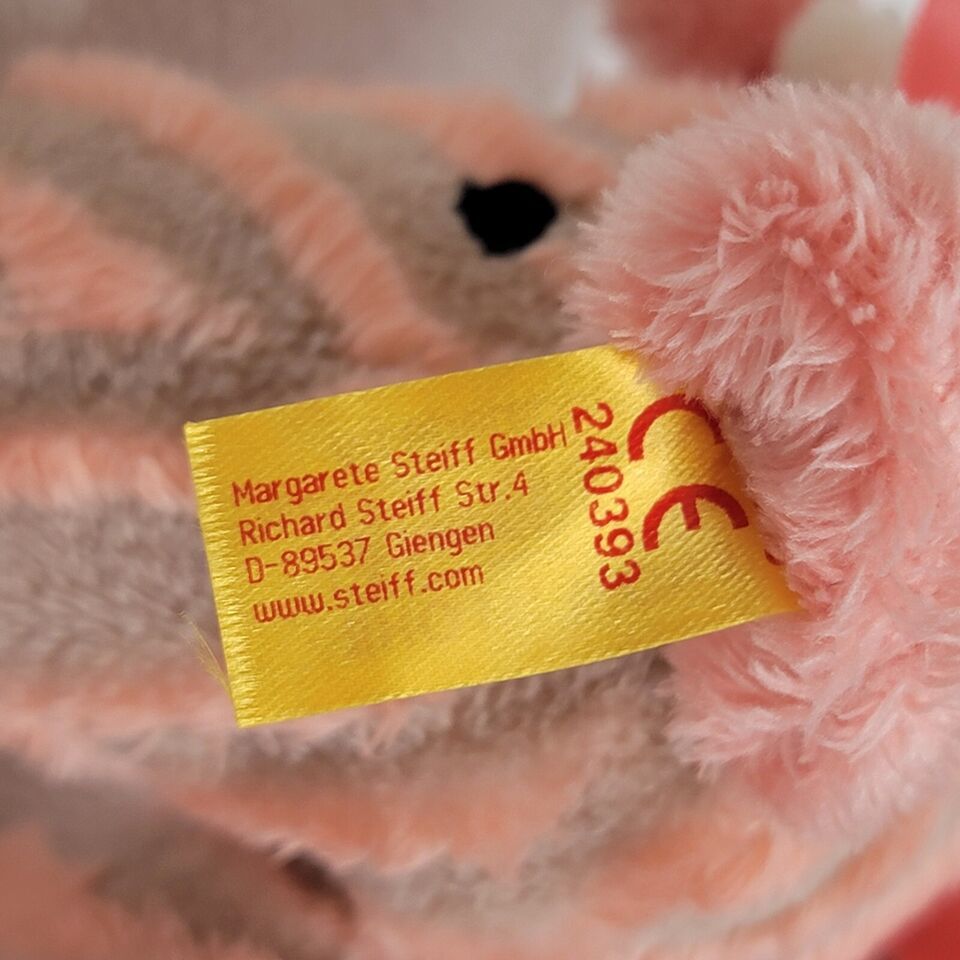 Margarete Steiff GmbH
Richard Steiff Str.4
D-89537 Giengen
www.steiff.com
240393
CE